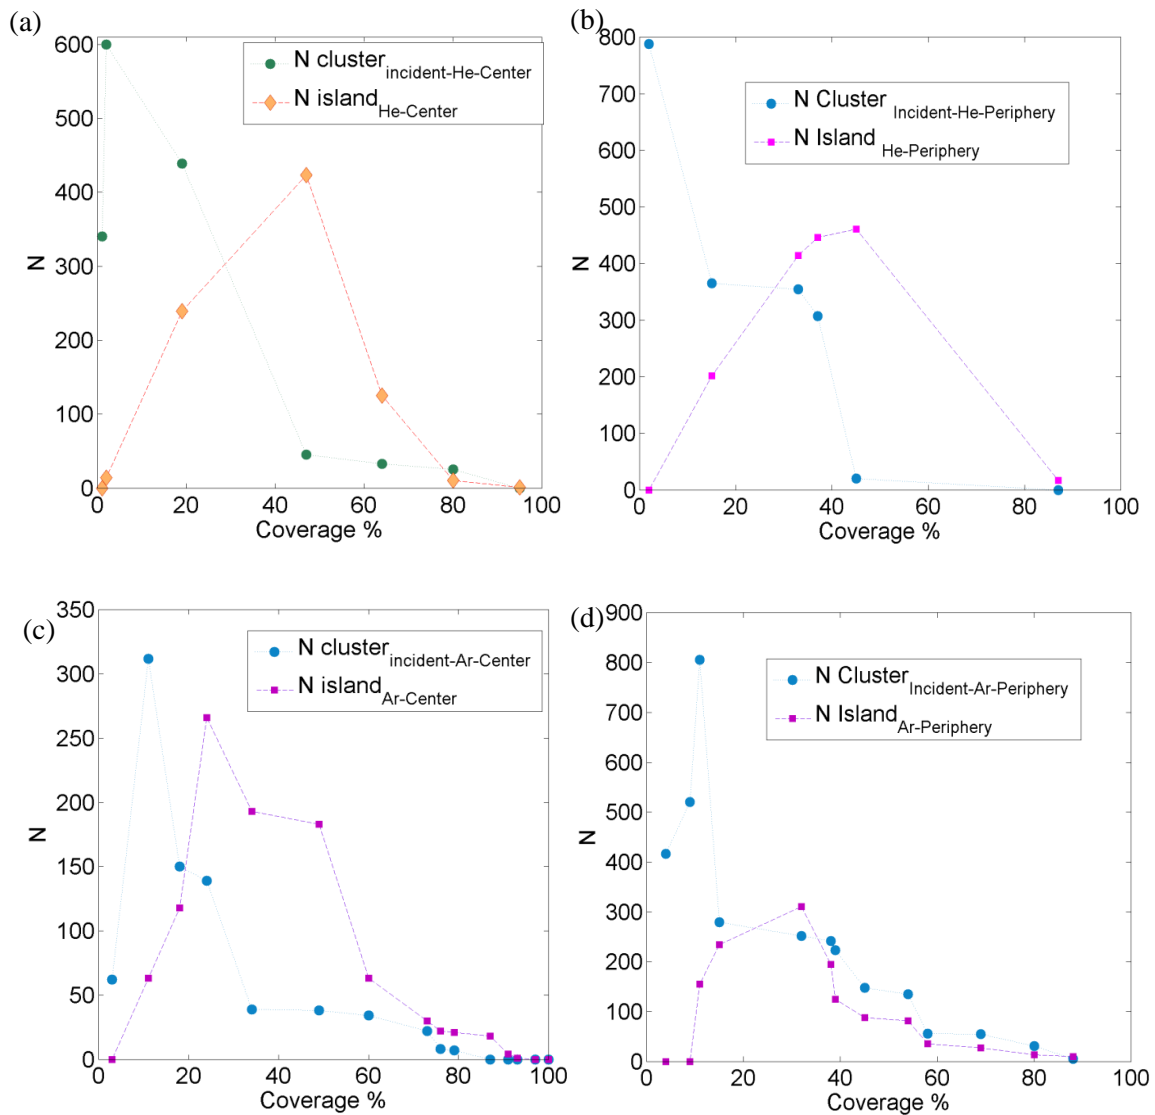 (a)
600
500
400
300
200
100
0
N
0 20 40 60 80 100
Coverage %
N cluster incident-He-Center
N island He-Center
(b)
800
700
600
500
400
300
200
100
0
N
0 20 40 60 80 100
Coverage %
N Cluster Incident-He-Periphery
N Island He-Periphery
(c)
350
300
250
200
150
100
50
0
N
0 20 40 60 80 100
Coverage %
N cluster incident-Ar-Center
N island Ar-Center
(d)
900
800
700
600
500
400
300
200
100
0
N
0 20 40 60 80 100
Coverage %
N Cluster Incident-Ar-Periphery
N Island Ar-Periphery